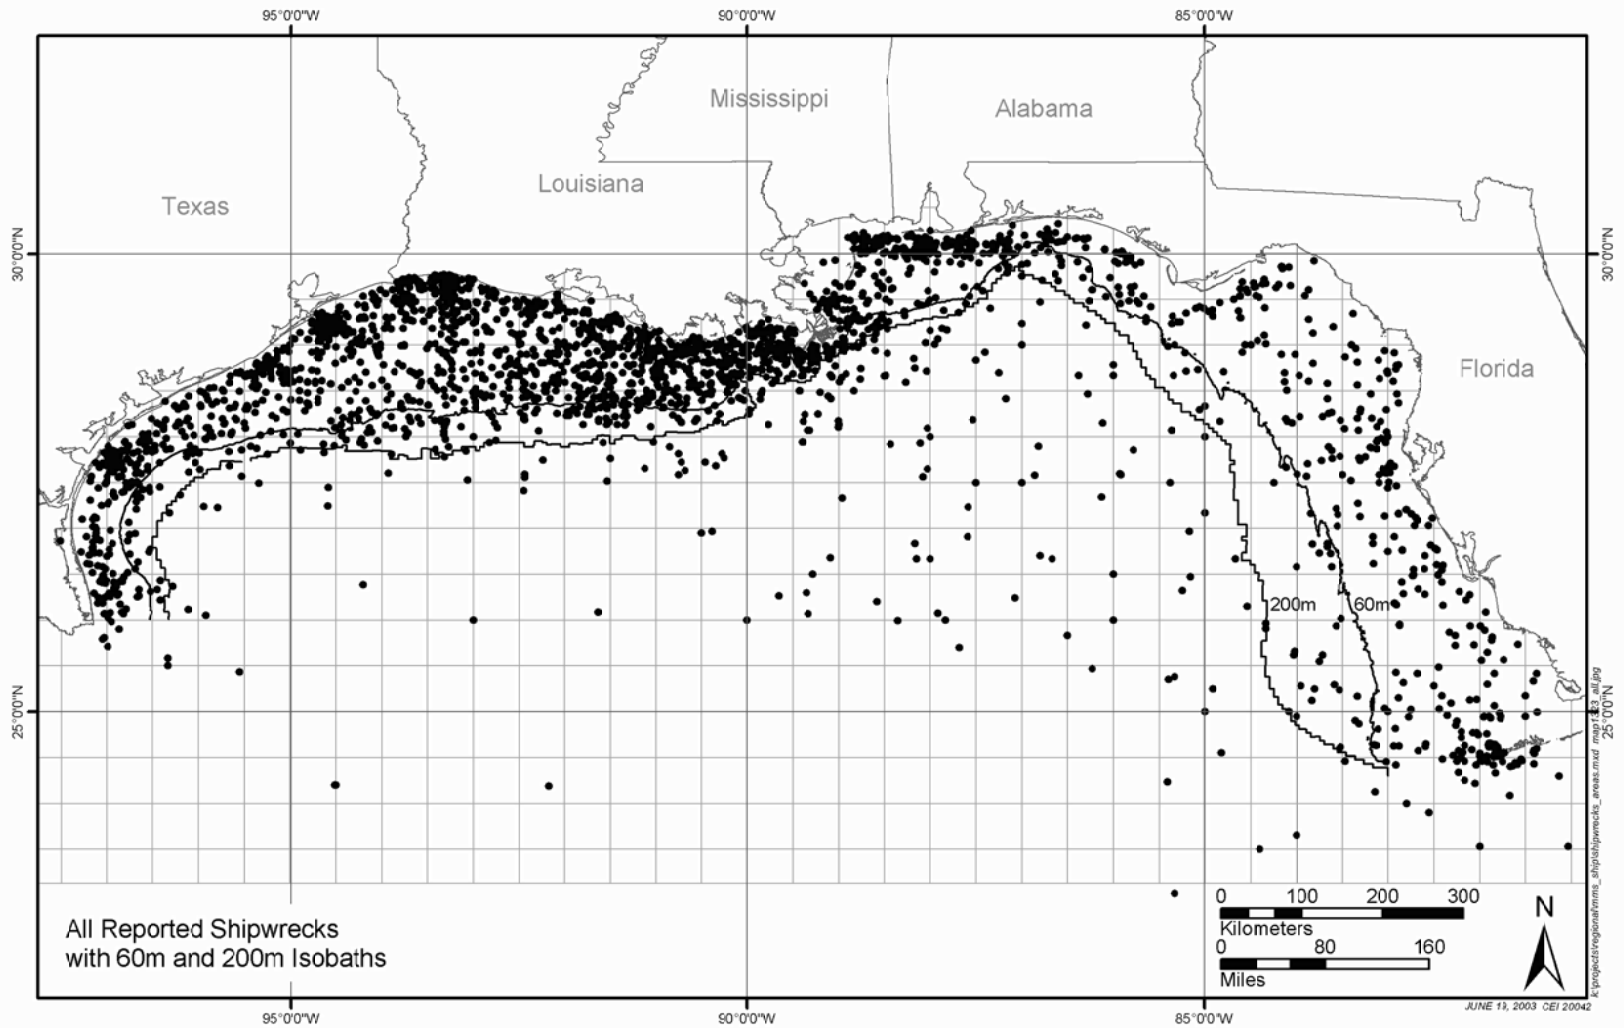 95°0'0"W 90°0'0"W 85°0'0"W
Mississippi
Alabama
Louisiana
Texas
30°0'0"N 30°0'0"N
Florida
200m 60m
25°0'0"N 25°0'0"N
All Reported Shipwrecks
with 60m and 200m Isobaths
0 100 200 300
Kilometers
0 80 160
Miles
N
JUNE 19, 2003 CEI 20042
95°0'0"W 90°0'0"W 85°0'0"W